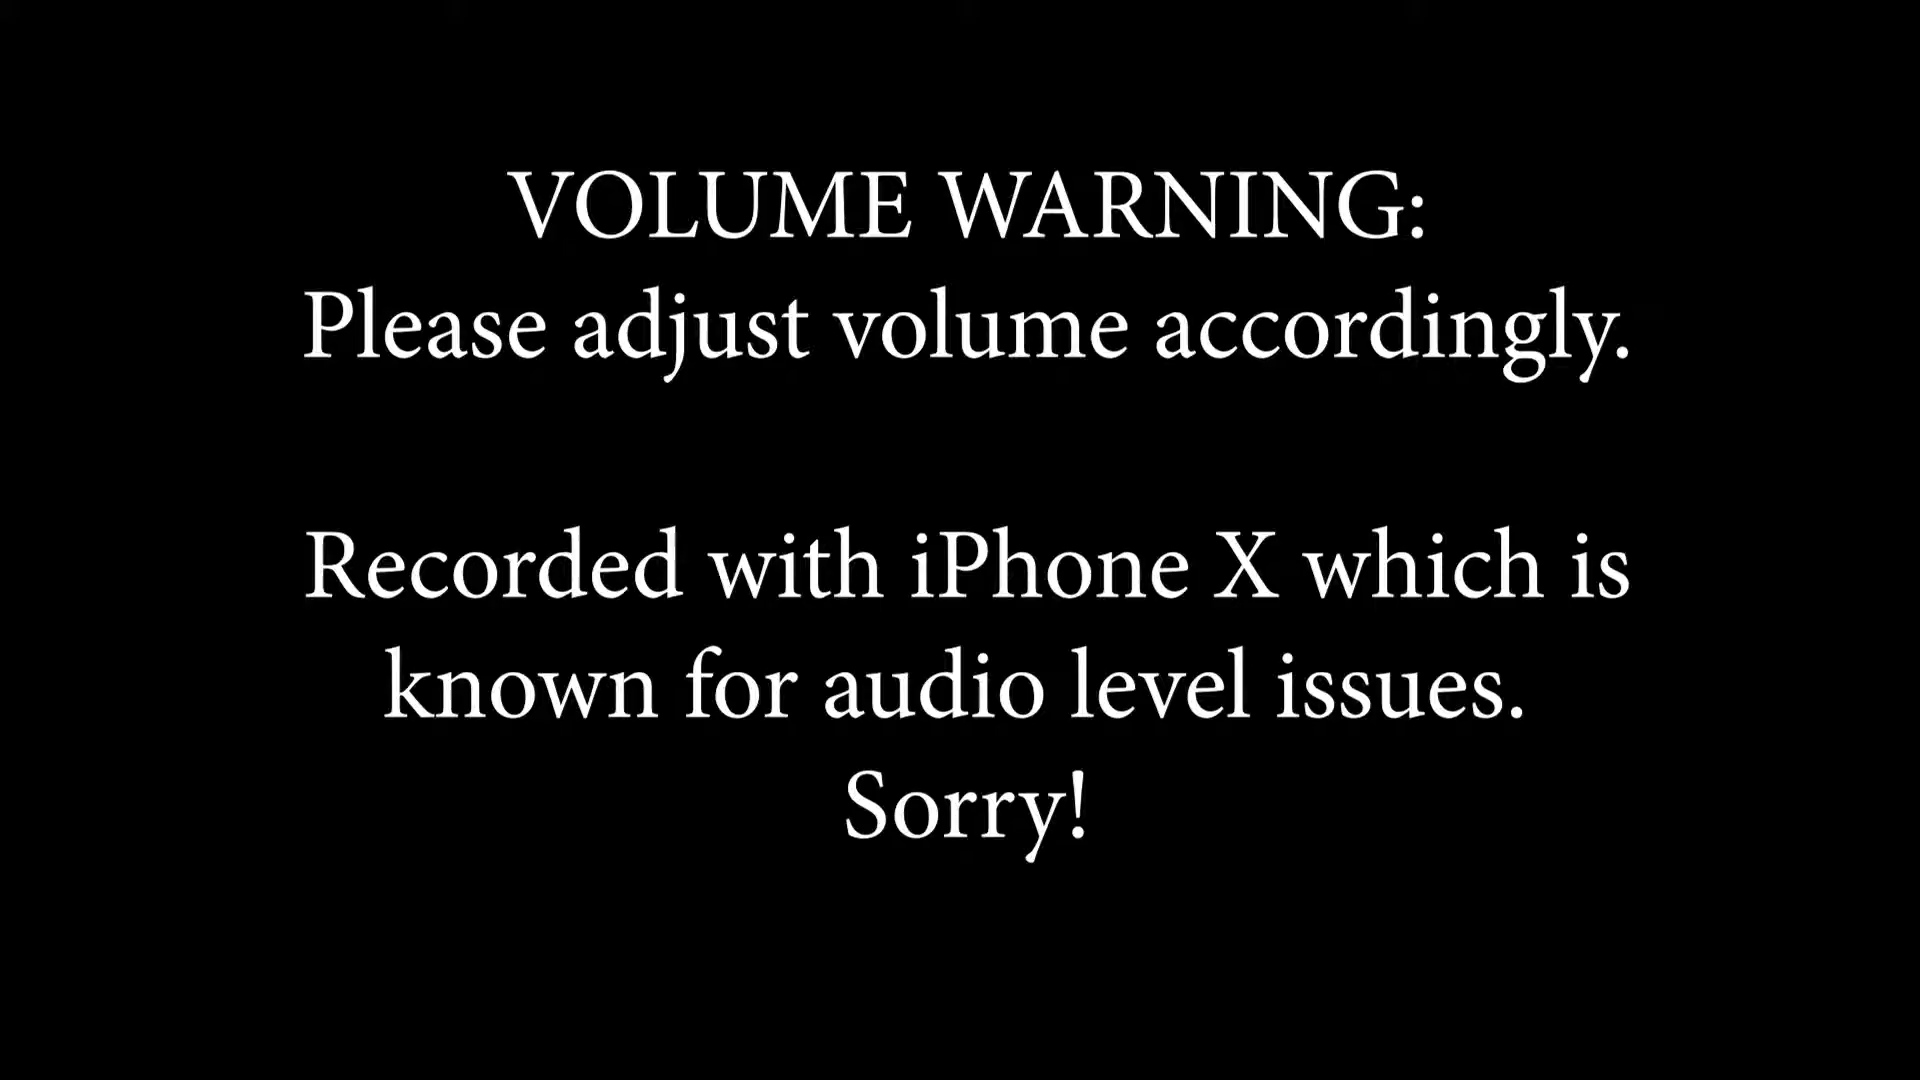 VOLUME WARNING:
Please adjust volume accordingly.
Recorded with iPhone X which is
known for audio level issues.
Sorry!